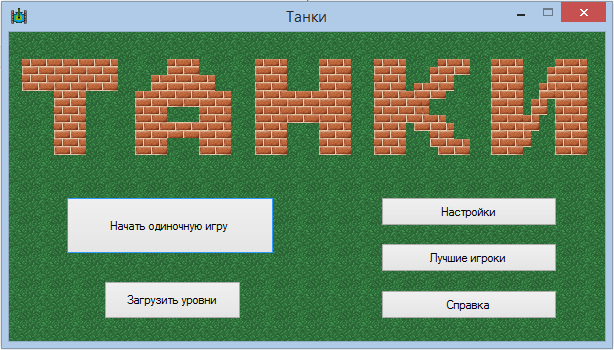 Танки
ТАНКИ
Начать одиночную игру
Настройки
Лучшие игроки
Загрузить уровни
Справка